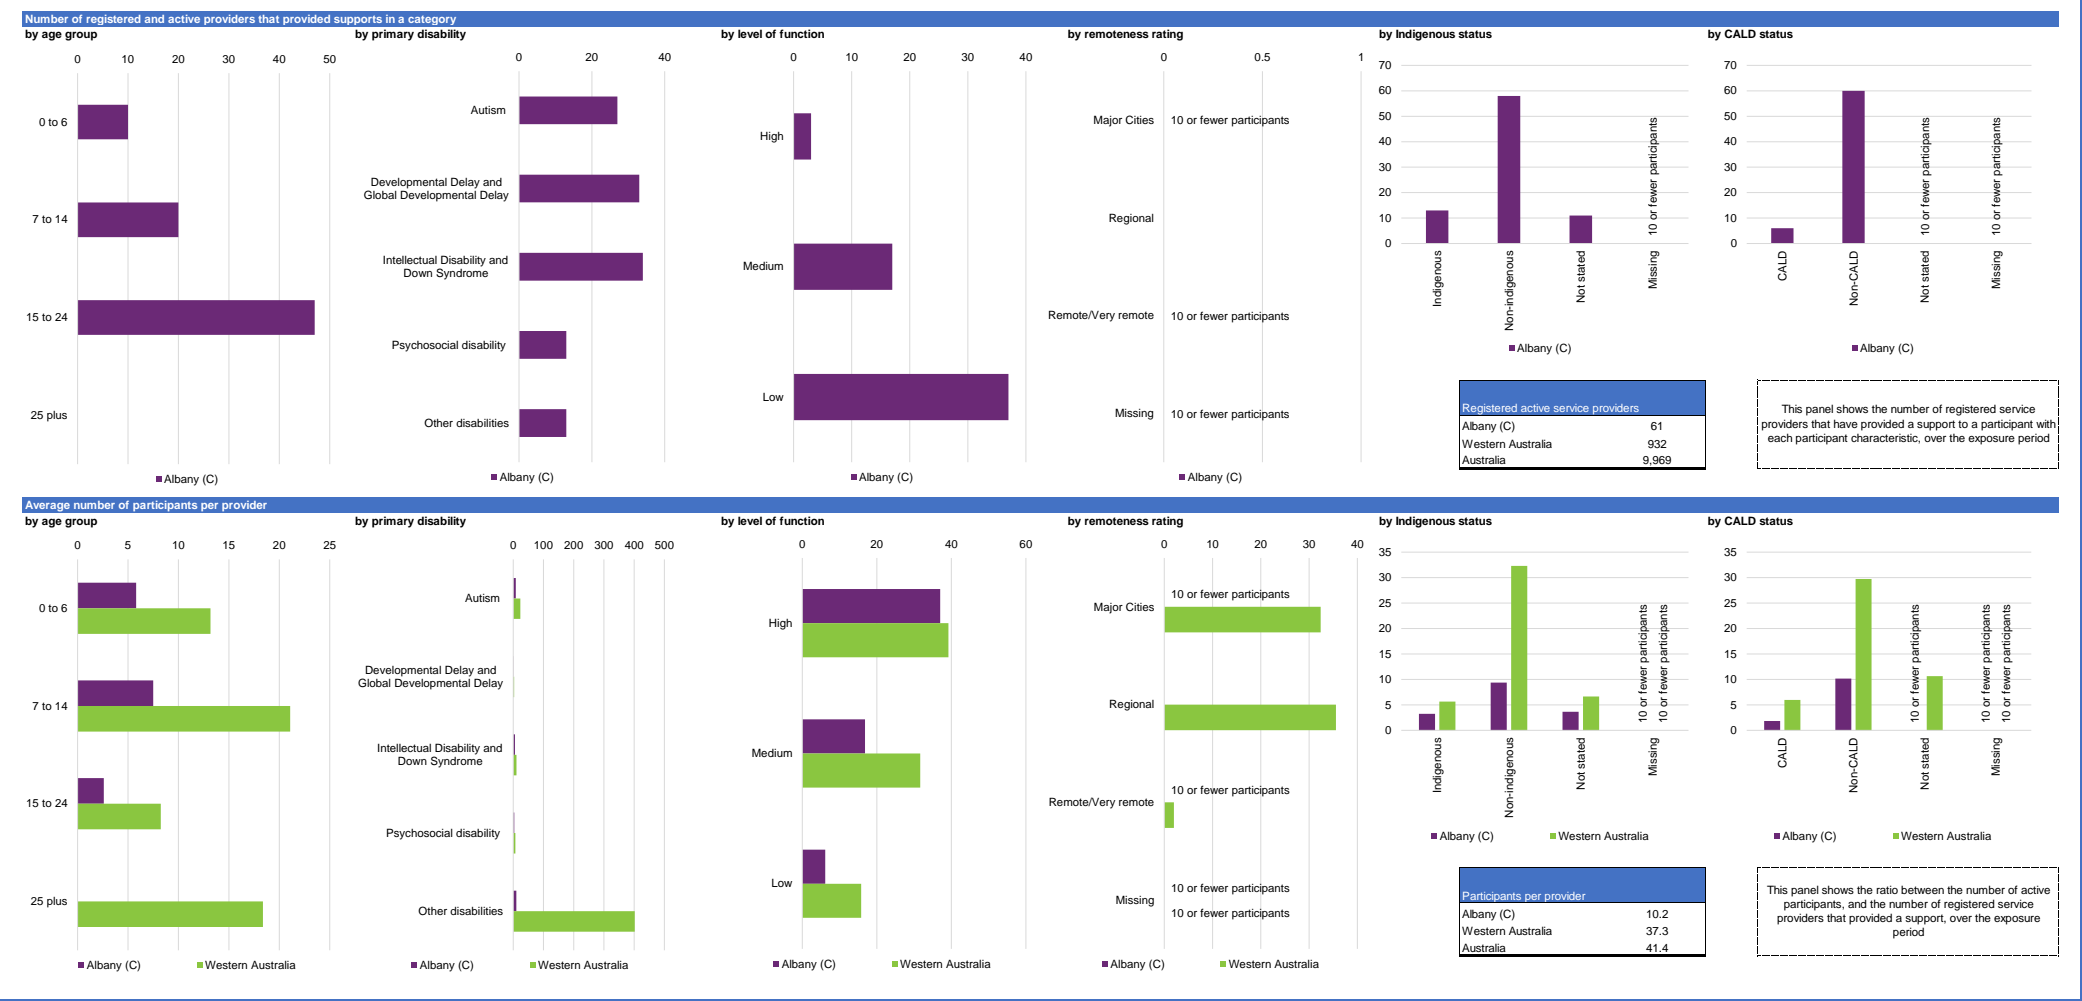 Number of registered and active providers that provided supports in a category
by age group
0 10 20 30 40 50
0 to 6
7 to 14
15 to 24
25 plus
Albany (C)
by primary disability
0 20 40
Autism
Developmental Delay and
Global Developmental Delay
Intellectual Disability and
Down Syndrome
Psychosocial disability
Other disabilities
Albany (C)
by level of function
0 10 20 30 40
High
Medium
Low
Albany (C)
by remoteness rating
0 0.5 1
Major Cities 10 or fewer participants
Regional
Remote/Very remote 10 or fewer participants
Missing 10 or fewer participants
Albany (C)
by Indigenous status
70
60
50
40
30
20
10
0
10 or fewer participants
Indigenous
Non-indigenous
Not stated
Missing
Albany (C)
by CALD status
70
60
50
40
30
20
10
0
10 or fewer participants
10 or fewer participants
CALD
Non-CALD
Not stated
Missing
Albany (C)
Registered active service providers
Albany (C) 61
Western Australia 932
Australia 9,969
This panel shows the number of registered service
providers that have provided a support to a participant with
each participant characteristic, over the exposure period
Average number of participants per provider
by age group
0 5 10 15 20 25
0 to 6
7 to 14
15 to 24
25 plus
Albany (C) Western Australia
by primary disability
0 100 200 300 400 500
Autism
Developmental Delay and
Global Developmental Delay
Intellectual Disability and
Down Syndrome
Psychosocial disability
Other disabilities
Albany (C) Western Australia
by level of function
0 20 40 60
High
Medium
Low
Albany (C) Western Australia
by remoteness rating
0 10 20 30 40
10 or fewer participants
Major Cities
Regional
10 or fewer participants
Remote/Very remote
10 or fewer participants
Missing
10 or fewer participants
Albany (C) Western Australia
by Indigenous status
35
30
25
20
15
10
5
0
10 or fewer participants
10 or fewer participants
Indigenous
Non-indigenous
Not stated
Missing
Albany (C) Western Australia
by CALD status
35
30
25
20
15
10
5
0
10 or fewer participants
10 or fewer participants
10 or fewer participants
CALD
Non-CALD
Not stated
Missing
Albany (C) Western Australia
Participants per provider
Albany (C) 10.2
Western Australia 37.3
Australia 41.4
This panel shows the ratio between the number of active
participants, and the number of registered service
providers that provided a support, over the exposure
period